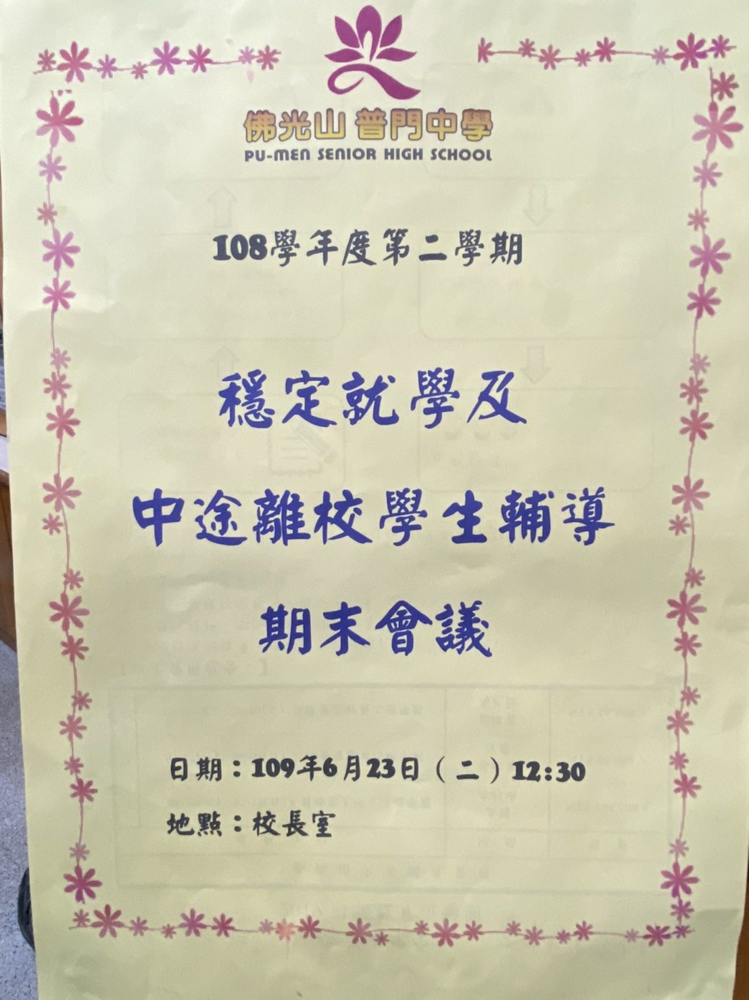 佛光山 普門中學
PU-MEN SENIOR HIGH SCHOOL
108學年度第二學期
穩定就學及
中途離校學生輔導
期末會議
日期：109年6月23日（二）12:30
地點：校長室